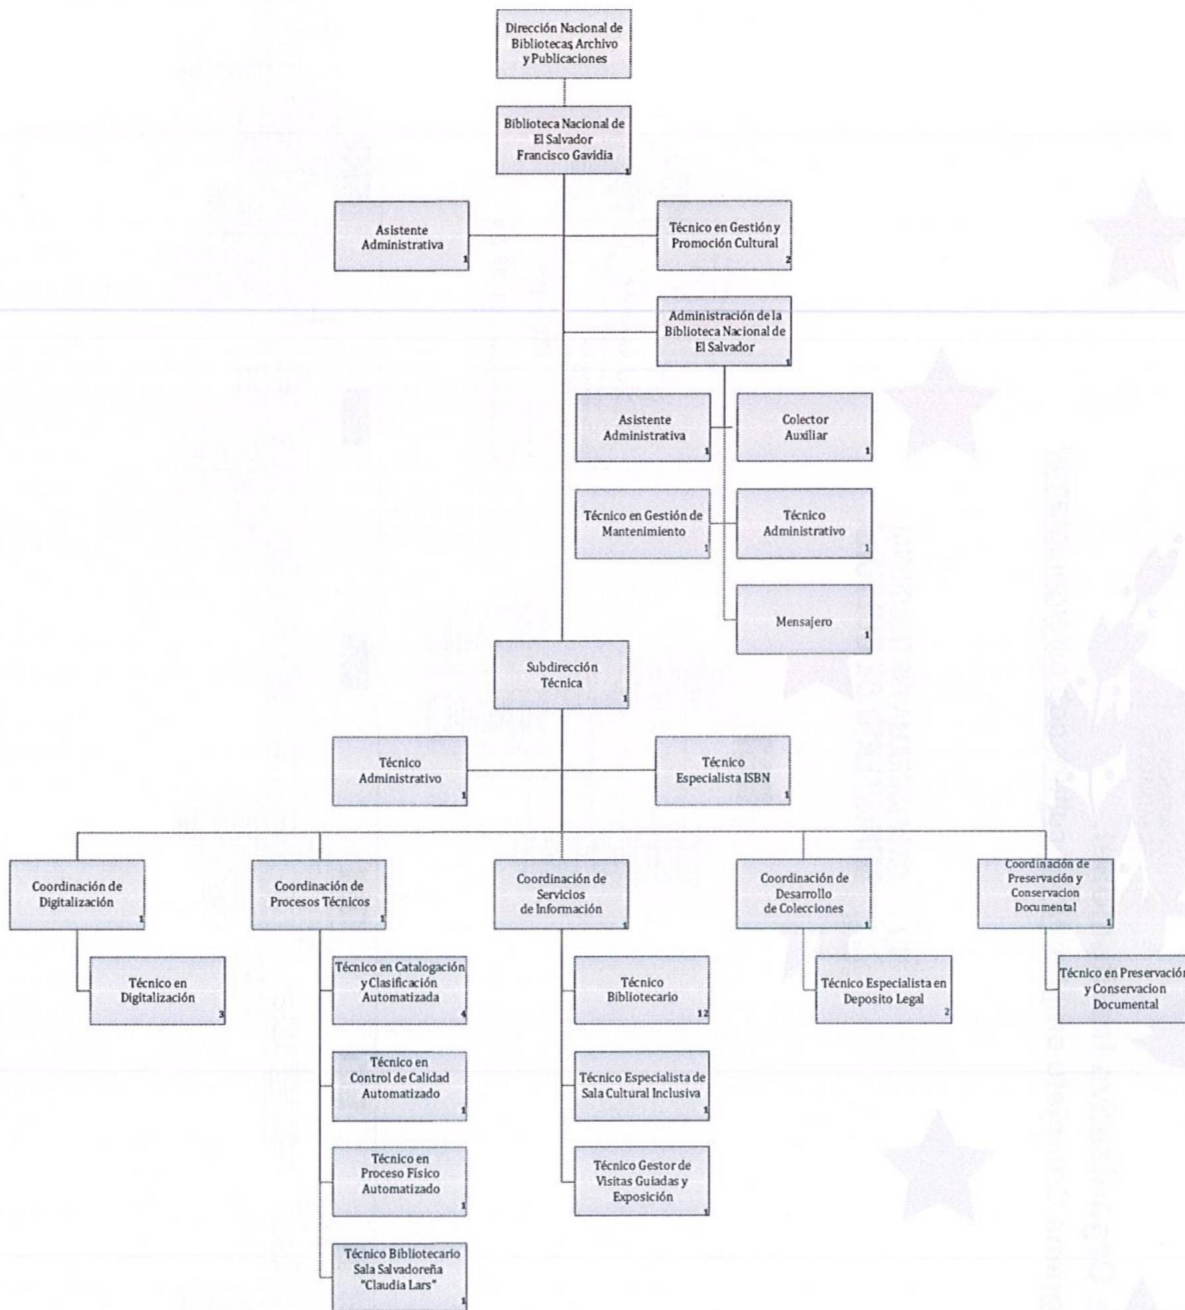 Dirección Nacional de
Bibliotecas, Archivo
y Publicaciones
Biblioteca Nacional de
El Salvador
Francisco Gavidia
1
Asistente
Administrativa
1
Técnico en Gestión y
Promoción Cultural
2
Administración de la
Biblioteca Nacional de
El Salvador
1
Asistente
Administrativa
1
Colector
Auxiliar
1
Técnico en Gestión de
Mantenimiento
1
Técnico
Administrativo
1
Mensajero
1
Subdirección
Técnica
1
Técnico
Administrativo
1
Técnico
Especialista ISBN
1
Coordinación de
Digitalización
1
Técnico en
Digitalización
3
Coordinación de
Procesos Técnicos
1
Técnico en Catalogación
y Clasificación
Automatizada
4
Técnico en
Control de Calidad
Automatizado
1
Técnico en
Proceso Físico
Automatizado
1
Técnico Bibliotecario
Sala Salvadoreña
"Claudia Lars"
1
Coordinación de
Servicios
de Información
1
Técnico
Bibliotecario
12
Técnico Especialista de
Sala Cultural Inclusiva
1
Técnico Gestor de
Visitas Guiadas y
Exposición
1
Coordinación de
Desarrollo
de Colecciones
1
Técnico Especialista en
Deposito Legal
2
Coordinación de
Preservación y
Conservacion
Documental
1
Técnico en Preservación
y Conservacion
Documental